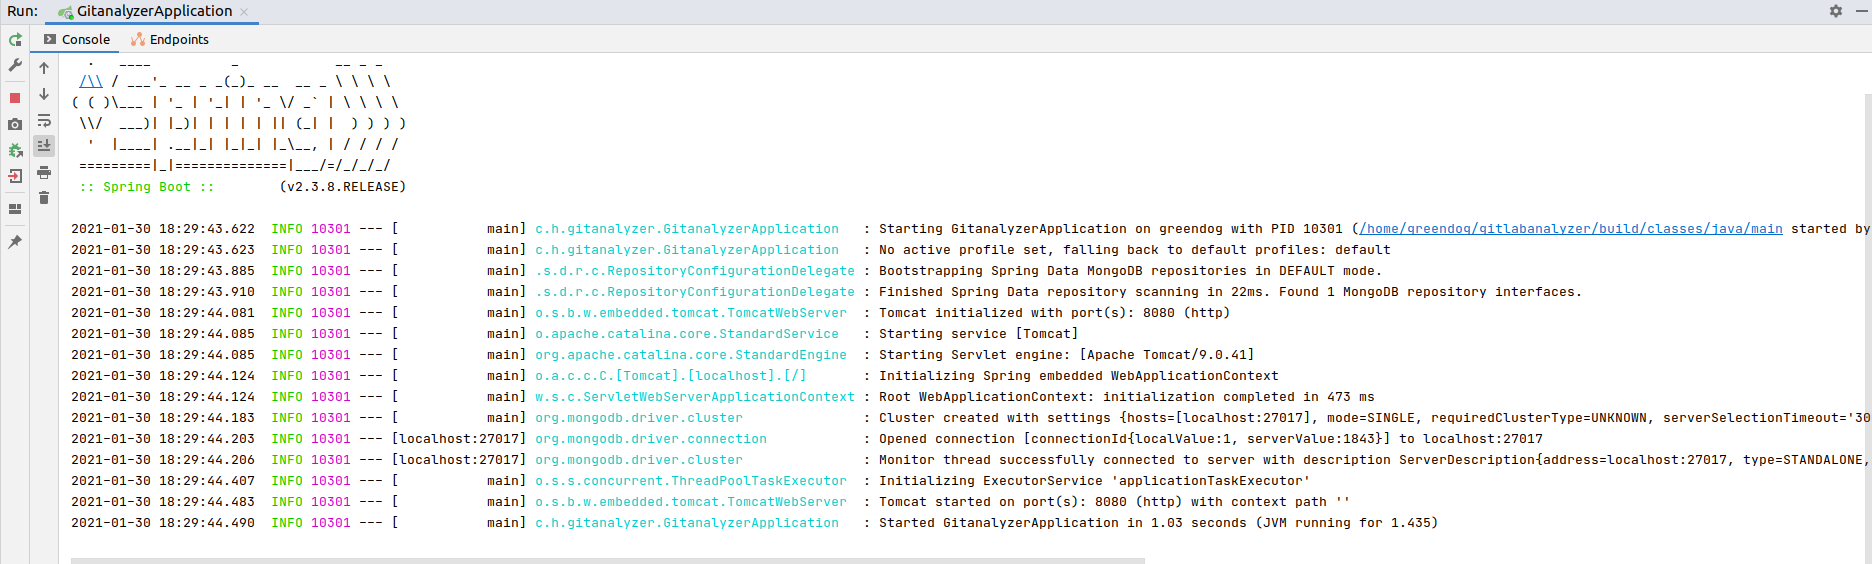 Run: GitanalyzerApplication
Console Endpoints
  .   ____          _            __ _ _
 /\\ / ___'_ __ _ _(_)_ __  __ _ \ \ \ \
( ( )\___ | '_ | '_| | '_ \/ _` | \ \ \ \
 \\/  ___)| |_)| | | | | || (_| |  ) ) ) )
  '  |____| .__|_| |_|_| |_\__, | / / / /
 =========|_|==============|___/=/_/_/_/
 :: Spring Boot ::        (v2.3.8.RELEASE)
2021-01-30 18:29:43.622  INFO 10301 --- [           main] c.h.gitanalyzer.GitanalyzerApplication   : Starting GitanalyzerApplication on greendog with PID 10301 (/home/greendog/gitlabanalyzer/build/classes/java/main started by
2021-01-30 18:29:43.623  INFO 10301 --- [           main] c.h.gitanalyzer.GitanalyzerApplication   : No active profile set, falling back to default profiles: default
2021-01-30 18:29:43.885  INFO 10301 --- [           main] .s.d.r.c.RepositoryConfigurationDelegate : Bootstrapping Spring Data MongoDB repositories in DEFAULT mode.
2021-01-30 18:29:43.910  INFO 10301 --- [           main] .s.d.r.c.RepositoryConfigurationDelegate : Finished Spring Data repository scanning in 22ms. Found 1 MongoDB repository interfaces.
2021-01-30 18:29:44.081  INFO 10301 --- [           main] o.s.b.w.embedded.tomcat.TomcatWebServer  : Tomcat initialized with port(s): 8080 (http)
2021-01-30 18:29:44.085  INFO 10301 --- [           main] o.apache.catalina.core.StandardService   : Starting service [Tomcat]
2021-01-30 18:29:44.085  INFO 10301 --- [           main] org.apache.catalina.core.StandardEngine  : Starting Servlet engine: [Apache Tomcat/9.0.41]
2021-01-30 18:29:44.124  INFO 10301 --- [           main] o.a.c.c.C.[Tomcat].[localhost].[/]       : Initializing Spring embedded WebApplicationContext
2021-01-30 18:29:44.124  INFO 10301 --- [           main] w.s.c.ServletWebServerApplicationContext : Root WebApplicationContext: initialization completed in 473 ms
2021-01-30 18:29:44.183  INFO 10301 --- [           main] org.mongodb.driver.cluster               : Cluster created with settings {hosts=[localhost:27017], mode=SINGLE, requiredClusterType=UNKNOWN, serverSelectionTimeout='30
2021-01-30 18:29:44.203  INFO 10301 --- [localhost:27017] org.mongodb.driver.connection            : Opened connection [connectionId{localValue:1, serverValue:1843}] to localhost:27017
2021-01-30 18:29:44.206  INFO 10301 --- [localhost:27017] org.mongodb.driver.cluster               : Monitor thread successfully connected to server with description ServerDescription{address=localhost:27017, type=STANDALONE,
2021-01-30 18:29:44.407  INFO 10301 --- [           main] o.s.s.concurrent.ThreadPoolTaskExecutor  : Initializing ExecutorService 'applicationTaskExecutor'
2021-01-30 18:29:44.483  INFO 10301 --- [           main] o.s.b.w.embedded.tomcat.TomcatWebServer  : Tomcat started on port(s): 8080 (http) with context path ''
2021-01-30 18:29:44.490  INFO 10301 --- [           main] c.h.gitanalyzer.GitanalyzerApplication   : Started GitanalyzerApplication in 1.03 seconds (JVM running for 1.435)